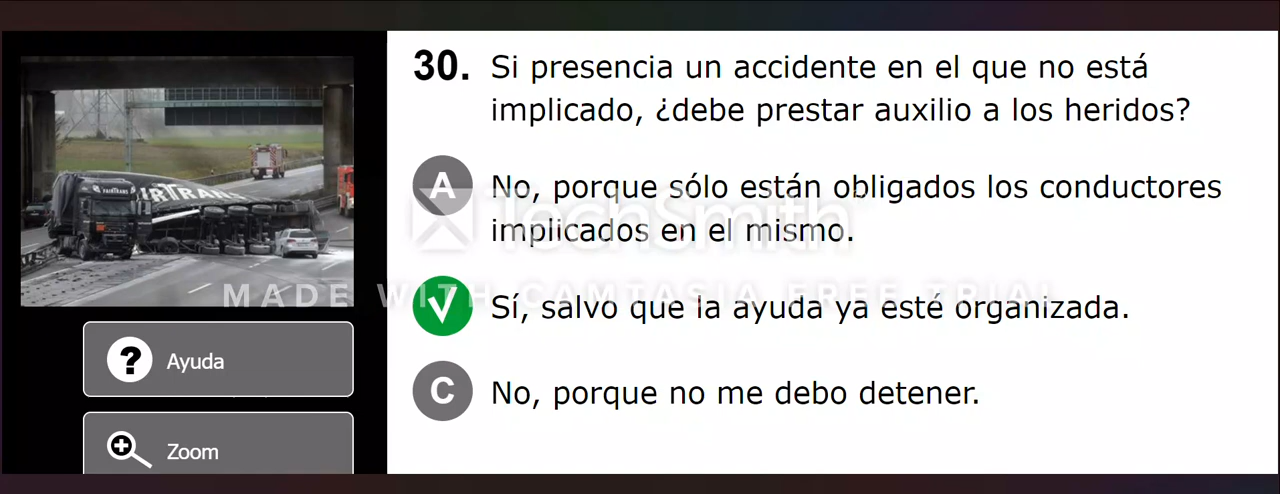 30. Si presencia un accidente en el que no está
implicado, ¿debe prestar auxilio a los heridos?
A No, porque sólo están obligados los conductores
implicados en el mismo.
Sí, salvo que la ayuda ya esté organizada.
C No, porque no me debo detener.
TechSmith
MADE WITH CAMTASIA FREE TRIAL
? Ayuda
Zoom